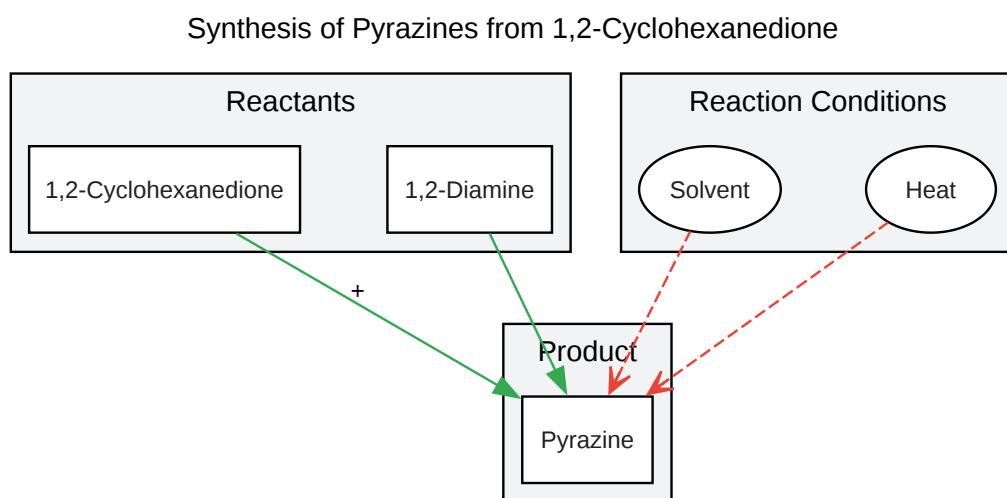 Synthesis of Pyrazines from 1,2-Cyclohexanedione
Reactants
Reaction Conditions
1,2-Cyclohexanedione
1,2-Diamine
Solvent
Heat
+
Product
Pyrazine